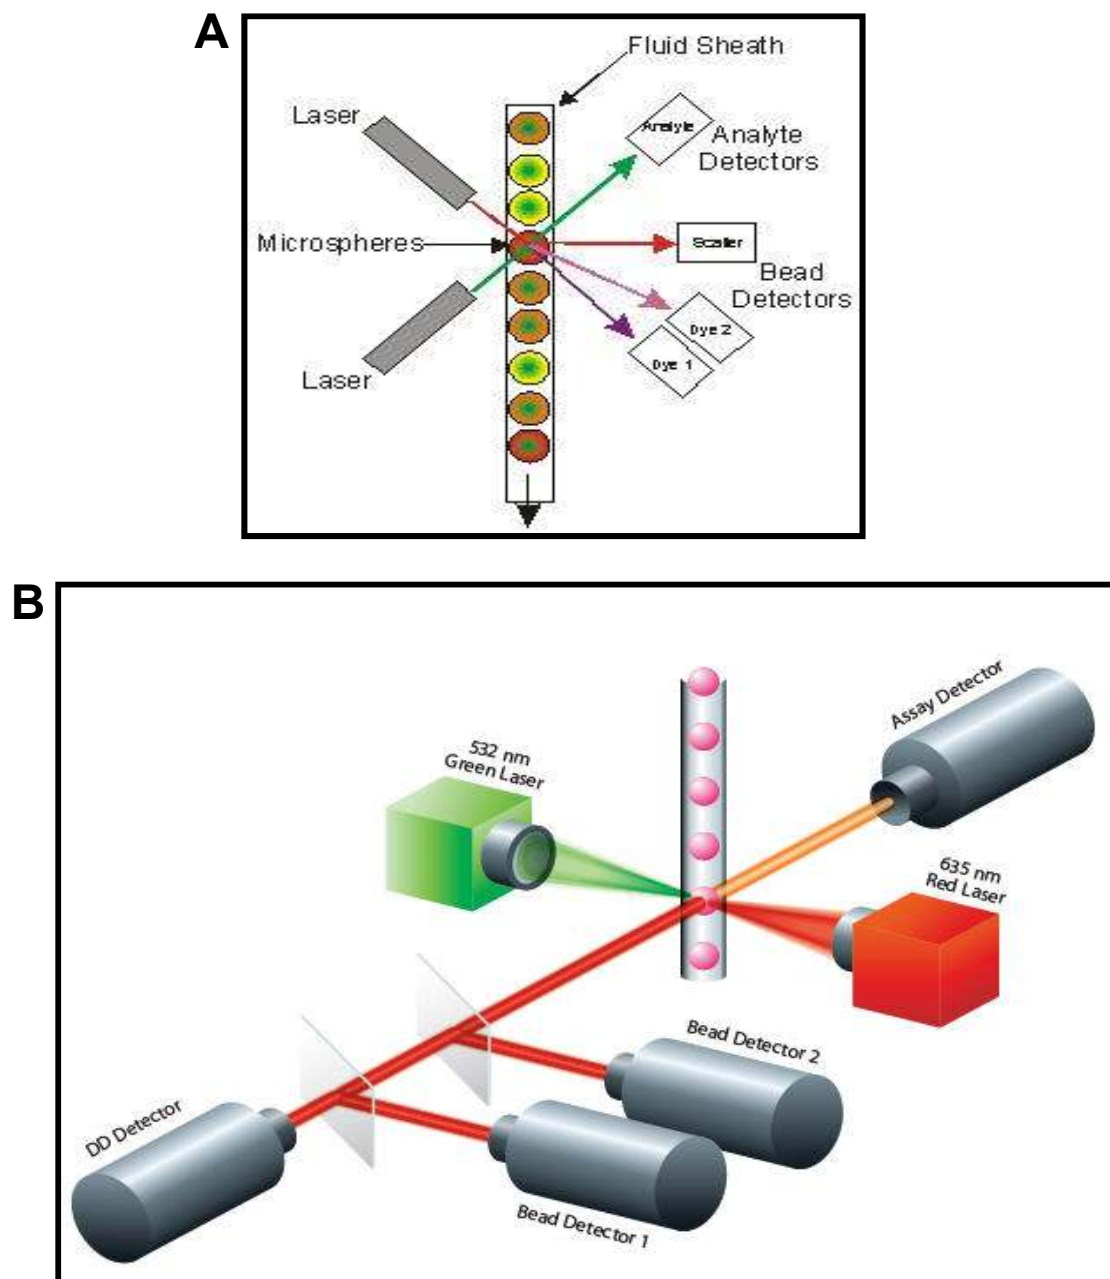 A
Fluid Sheath
Laser
Analyte
Analyte
Detectors
Microspheres
Scatter
Bead
Detectors
Dye 2
Dye 1
Laser
B
Assay Detector
532 nm
Green Laser
635 nm
Red Laser
Bead Detector 2
DD Detector
Bead Detector 1